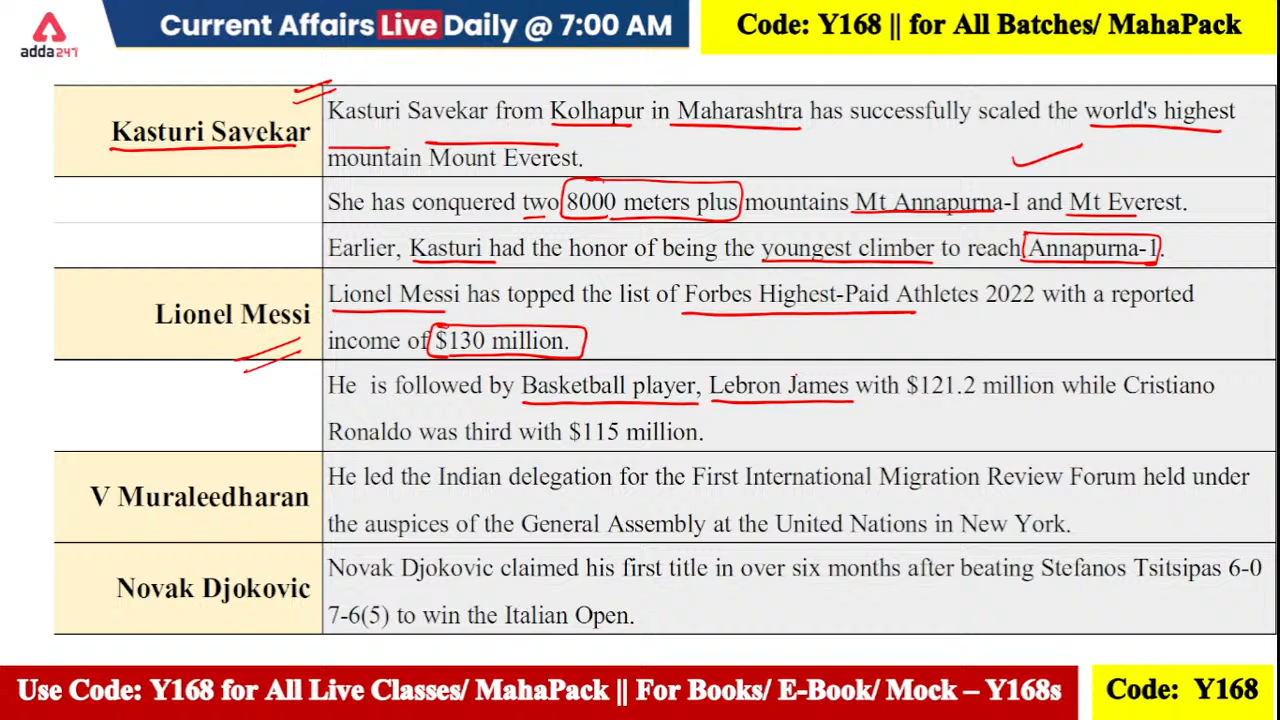 Current Affairs Live Daily @ 7:00 AM
Code: Y168 || for All Batches/ MahaPack
adda247
Kasturi Savekar
Kasturi Savekar from Kolhapur in Maharashtra has successfully scaled the world's highest
mountain Mount Everest.
She has conquered two 8000 meters plus mountains Mt Annapurna-I and Mt Everest.
Earlier, Kasturi had the honor of being the youngest climber to reach Annapurna-1.
Lionel Messi
Lionel Messi has topped the list of Forbes Highest-Paid Athletes 2022 with a reported
income of $130 million.
He is followed by Basketball player, Lebron James with $121.2 million while Cristiano
Ronaldo was third with $115 million.
V Muraleedharan
He led the Indian delegation for the First International Migration Review Forum held under
the auspices of the General Assembly at the United Nations in New York.
Novak Djokovic
Novak Djokovic claimed his first title in over six months after beating Stefanos Tsitsipas 6-0
7-6(5) to win the Italian Open.
Use Code: Y168 for All Live Classes/ MahaPack || For Books/ E-Book/ Mock – Y168s
Code: Y168